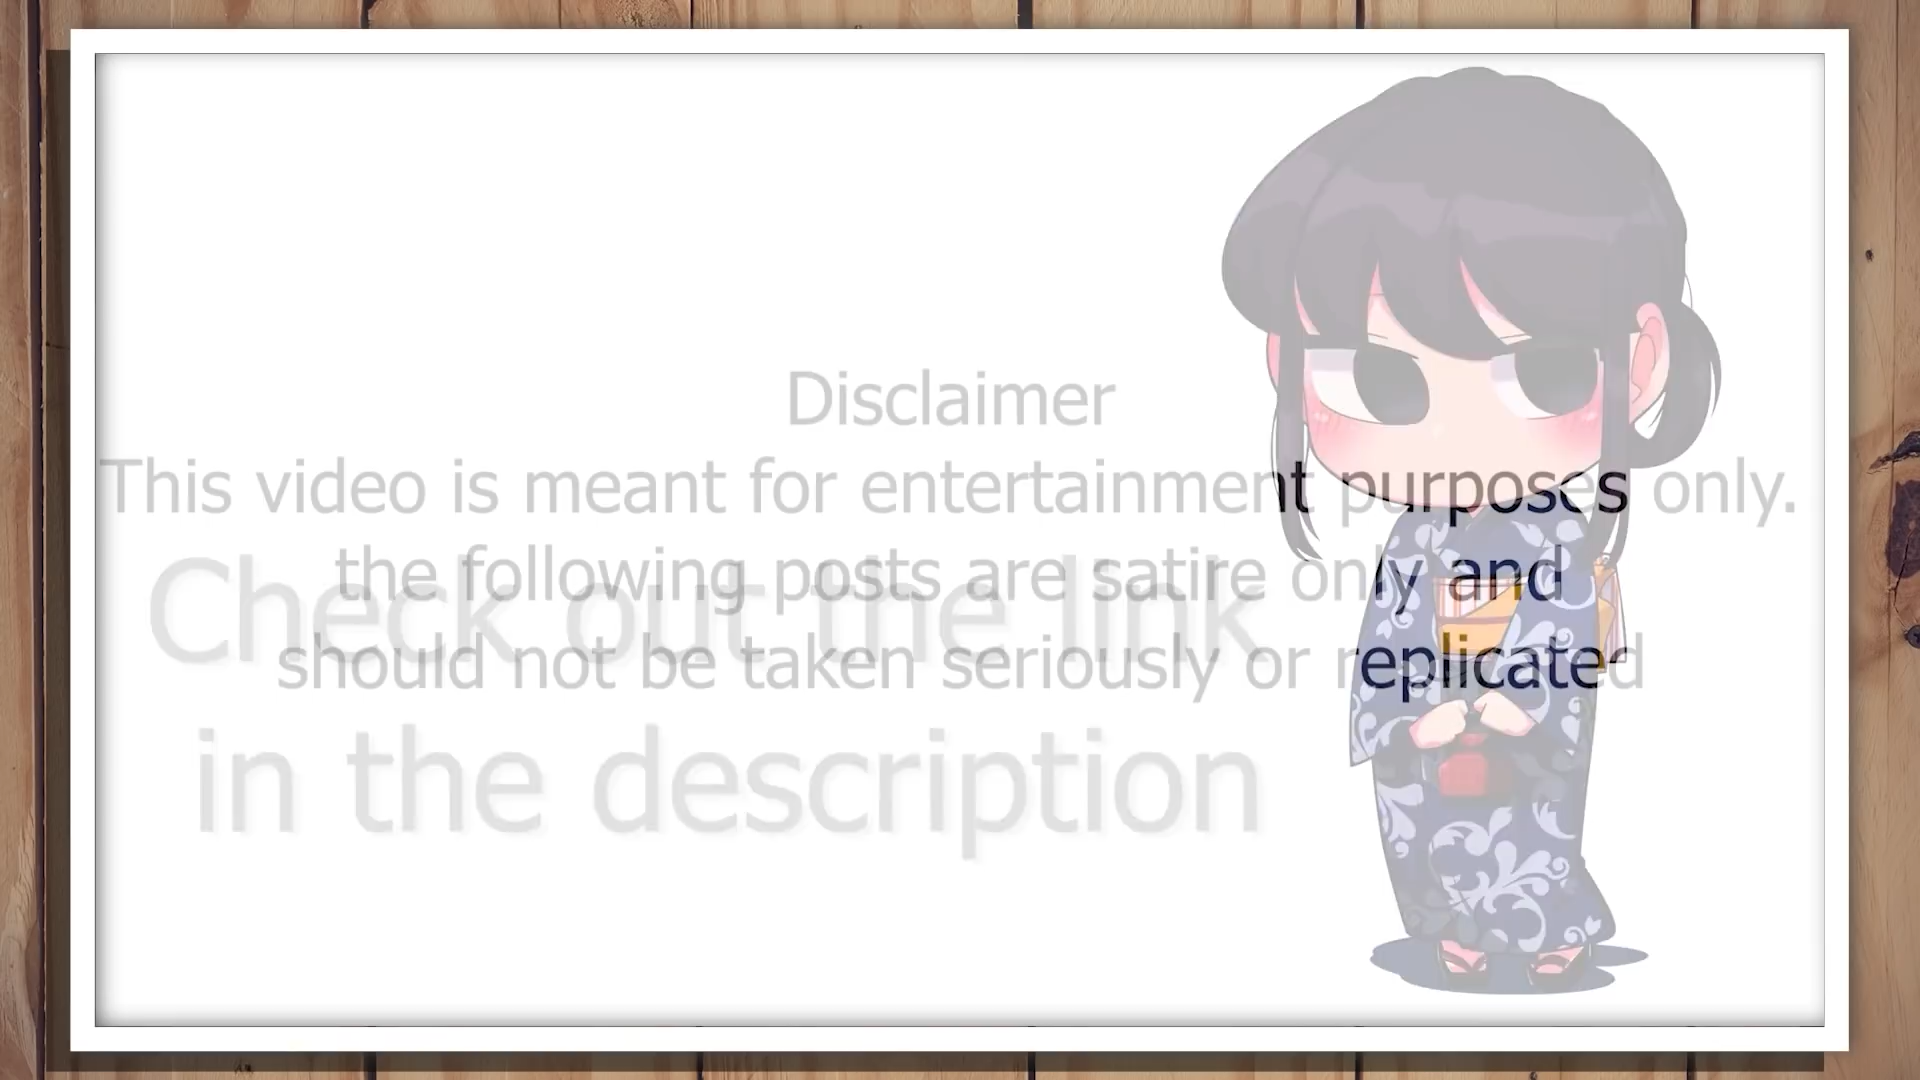 Disclaimer
This video is meant for entertainment purposes only.
the following posts are satire only and
should not be taken seriously or replicated
Check out the link
in the description